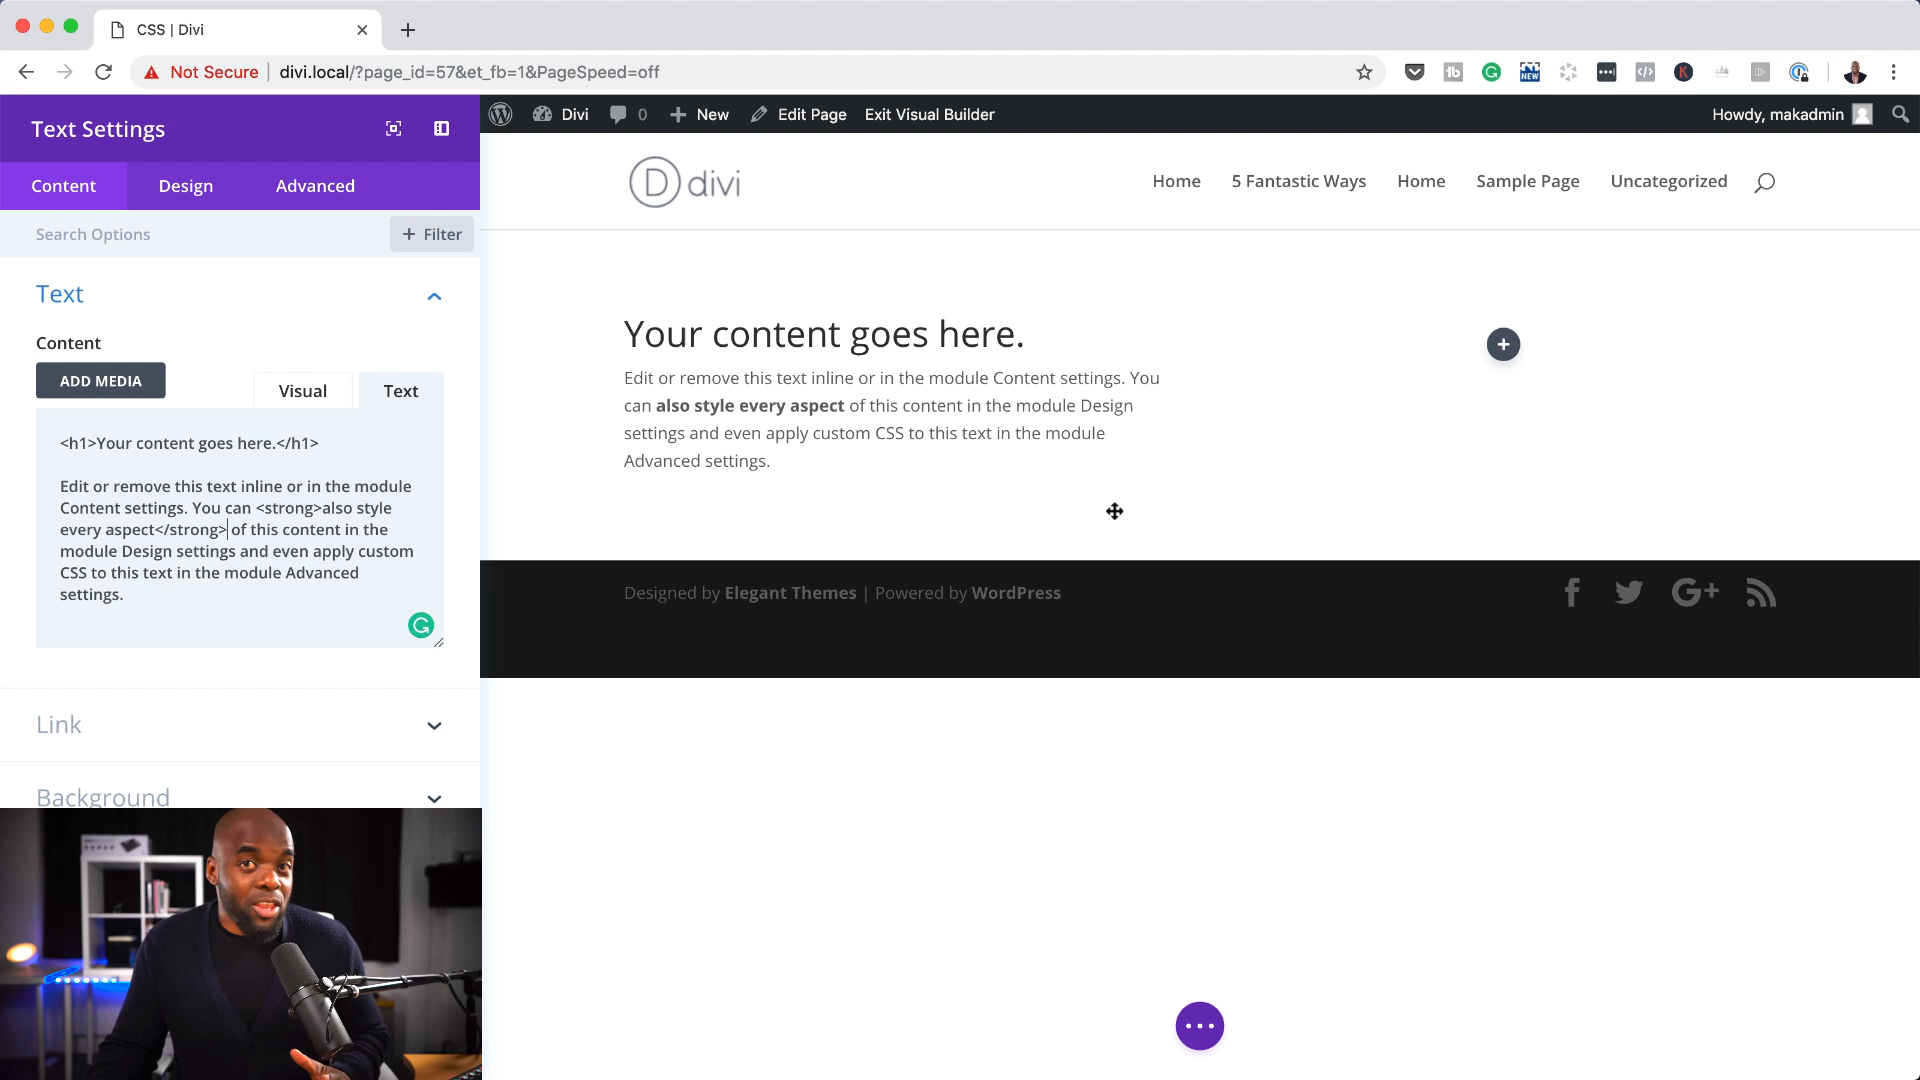 CSS | Divi
Not Secure | divi.local/?page_id=57&et_fb=1&PageSpeed=off
NEW
K
Text Settings
Divi 0 New Edit Page Exit Visual Builder Howdy, makadmin
Content Design Advanced
D divi
Home 5 Fantastic Ways Home Sample Page Uncategorized
Search Options + Filter
Text
Content
ADD MEDIA Visual Text
<h1>Your content goes here.</h1>
Edit or remove this text inline or in the module
Content settings. You can <strong>also style
every aspect</strong> of this content in the
module Design settings and even apply custom
CSS to this text in the module Advanced
settings.
Link
Background
Your content goes here.
Edit or remove this text inline or in the module Content settings. You
can also style every aspect of this content in the module Design
settings and even apply custom CSS to this text in the module
Advanced settings.
Designed by Elegant Themes | Powered by WordPress
G+